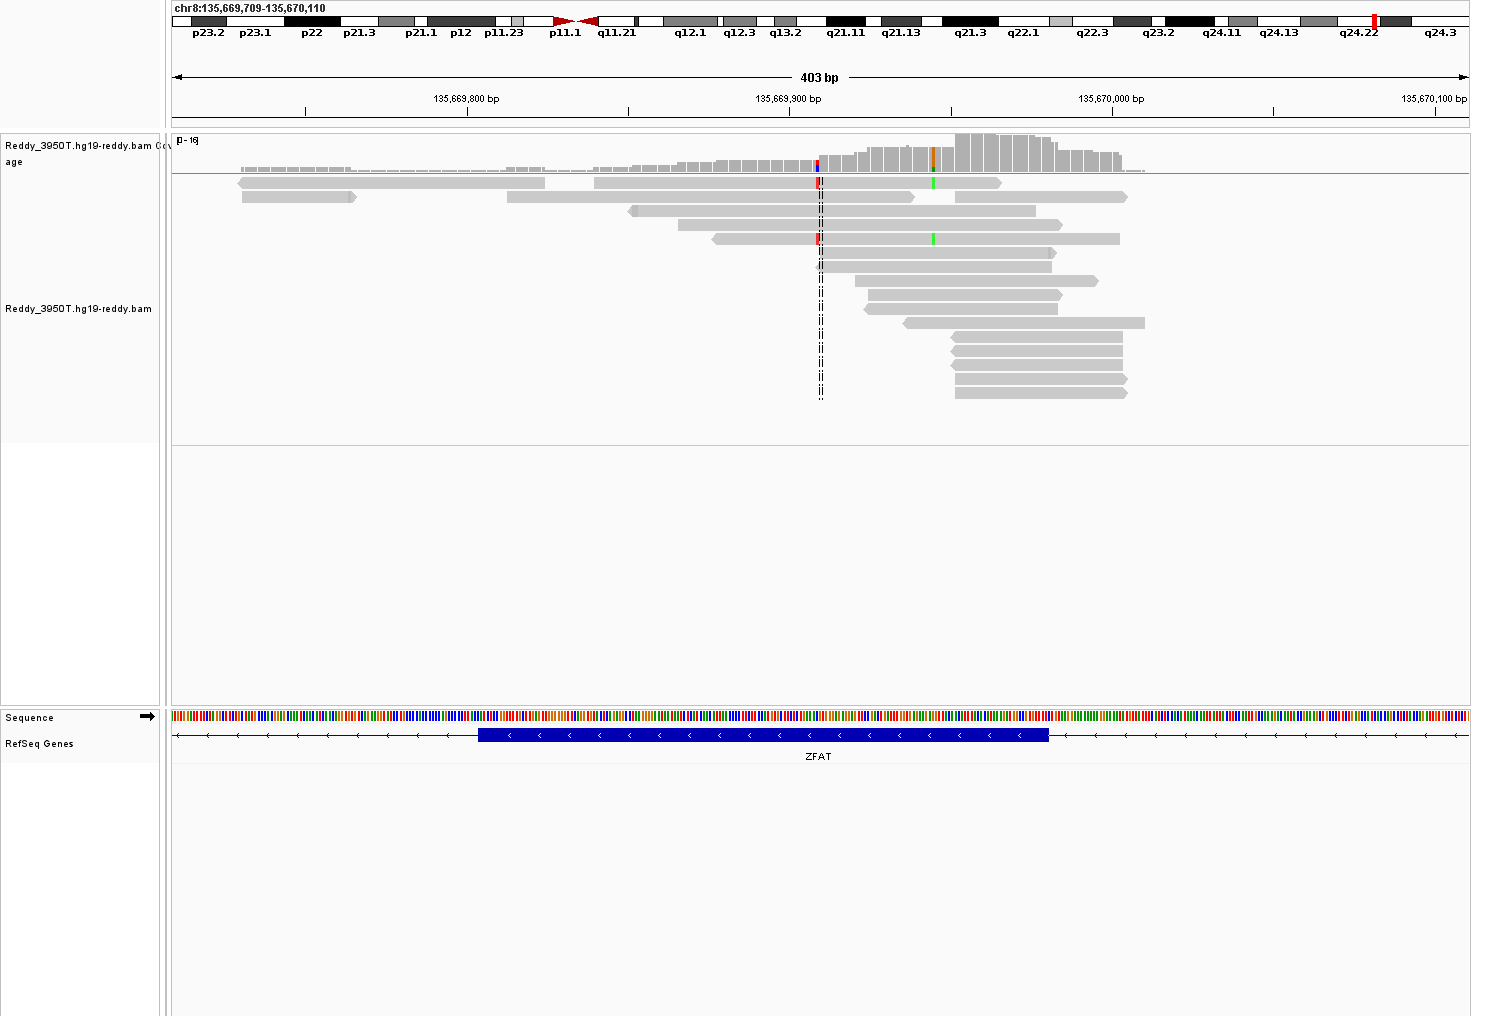 chr8:135,669,709-135,670,110
p23.2 p23.1 p22 p21.3 p21.1 p12 p11.23 p11.1 q11.21 q12.1 q12.3 q13.2 q21.11 q21.13 q21.3 q22.1 q22.3 q23.2 q24.11 q24.13 q24.22 q24.3
403 bp
135,669,800 bp 135,669,900 bp 135,670,000 bp 135,670,100 bp
[0 - 16]
Reddy_3950T.hg19-reddy.bam Cov
age
Reddy_3950T.hg19-reddy.bam
Sequence
RefSeq Genes
ZFAT